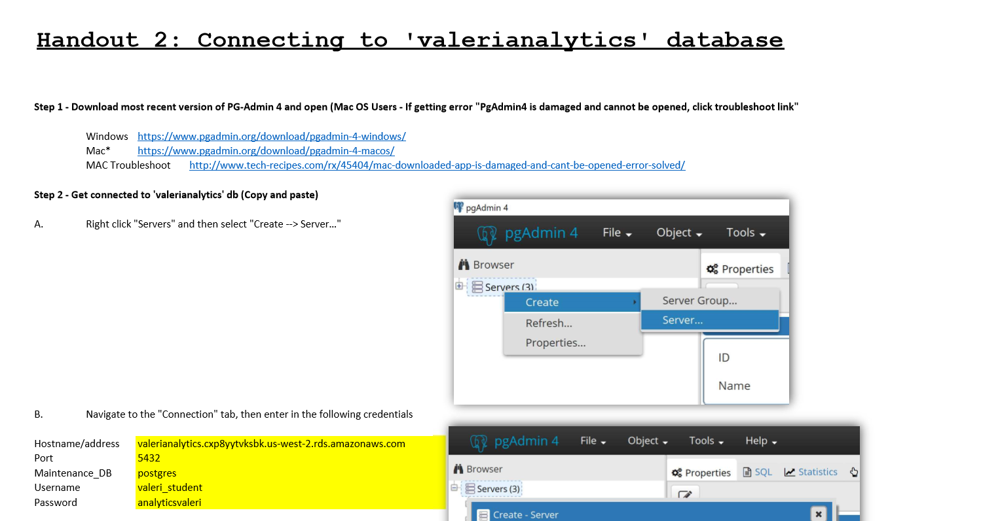 Handout 2: Connecting to 'valerianalytics' database
Step 1 - Download most recent version of PG-Admin 4 and open (Mac OS Users - If getting error "PgAdmin4 is damaged and cannot be opened, click troubleshoot link"
Windows https://www.pgadmin.org/download/pgadmin-4-windows/
Mac* https://www.pgadmin.org/download/pgadmin-4-macos/
MAC Troubleshoot http://www.tech-recipes.com/rx/45404/mac-downloaded-app-is-damaged-and-cant-be-opened-error-solved/
Step 2 - Get connected to 'valerianalytics' db (Copy and paste)
A. Right click "Servers" and then select "Create --> Server..."
pgAdmin 4
pgAdmin 4 File Object Tools
Browser
Properties
Servers (3)
Create
Server Group...
Server...
Refresh...
Properties...
ID
Name
B. Navigate to the "Connection" tab, then enter in the following credentials
Hostname/address valerianalytics.cxp8yytvksbk.us-west-2.rds.amazonaws.com
Port 5432
Maintenance_DB postgres
Username valeri_student
Password analyticsvaleri
pgAdmin 4 File Object Tools Help
Browser
Properties SQL Statistics
Servers (3)
Create - Server